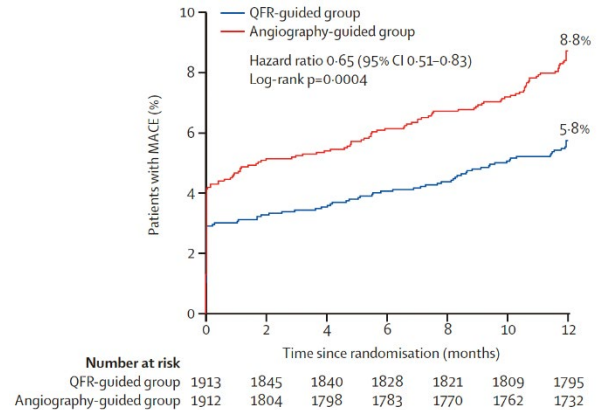 QFR-guided group
Angiography-guided group
Hazard ratio 0·65 (95% CI 0·51–0·83)
Log-rank p=0·0004
8·8%
5·8%
Patients with MACE (%)
10
8
6
4
2
0
0 2 4 6 8 10 12
Time since randomisation (months)
Number at risk
QFR-guided group 1913 1845 1840 1828 1821 1809 1795
Angiography-guided group 1912 1804 1798 1783 1770 1762 1732